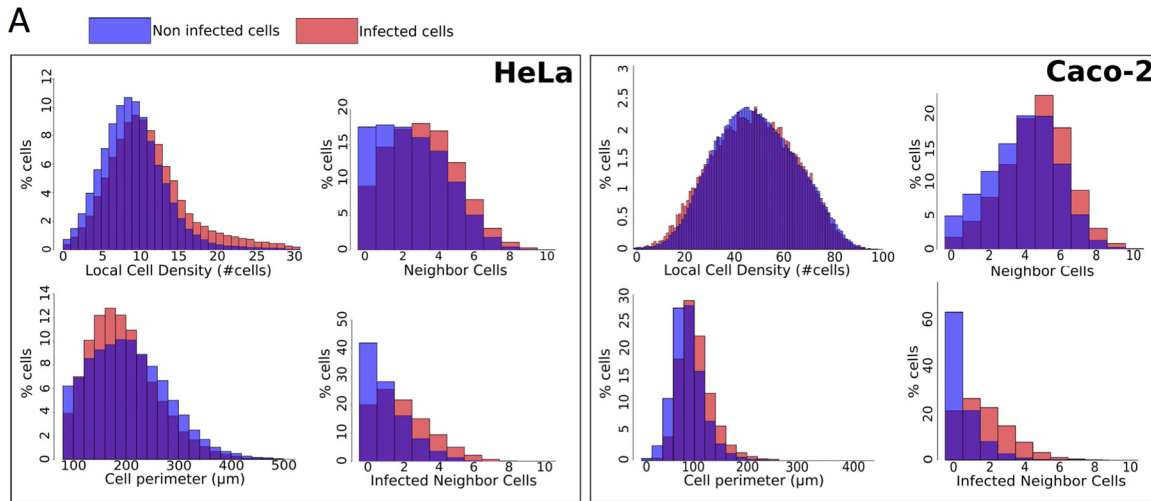 A
Non infected cells
Infected cells
HeLa
% cells
0 2 4 6 8 10 12
0 5 10 15 20 25 30
Local Cell Density (#cells)
% cells
0 5 10 15 20
0 2 4 6 8 10
Neighbor Cells
% cells
0 2 4 6 8 10 12 14
100 200 300 400 500
Cell perimeter (µm)
% cells
0 10 20 30 40 50
0 2 4 6 8 10
Infected Neighbor Cells
Caco-2
% cells
0 0.5 1 1.5 2 2.5 3
0 20 40 60 80 100
Local Cell Density (#cells)
% cells
0 5 10 15 20
2 4 6 8 10
Neighbor Cells
% cells
0 5 10 15 20 25 30
0 100 200 300 400
Cell perimeter (µm)
% cells
0 20 40 60
0 2 4 6 8 10
Infected Neighbor Cells